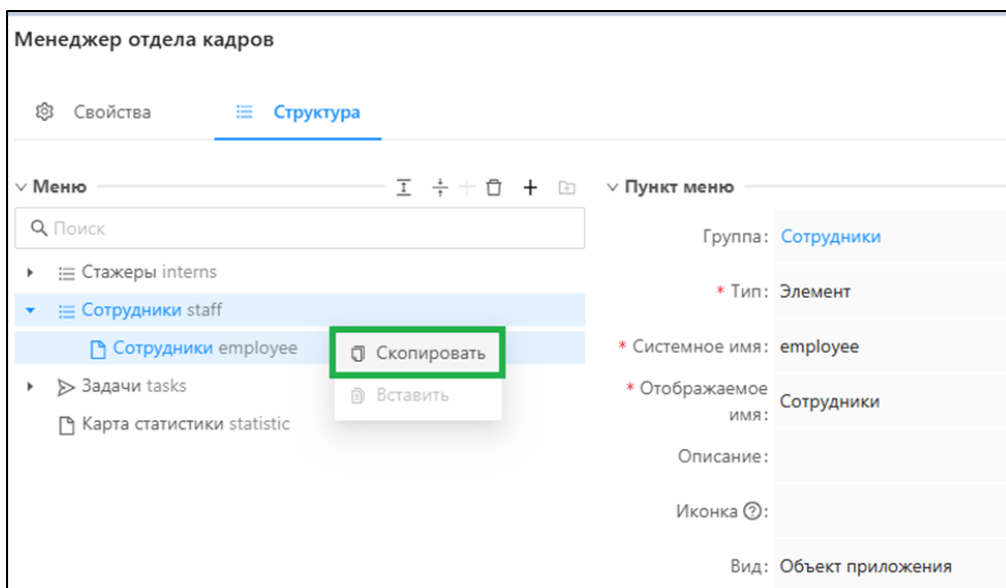 Менеджер отдела кадров
Свойства
Структура
Меню
Поиск
Стажеры interns
Сотрудники staff
Сотрудники employee
Скопировать
Вставить
Задачи tasks
Карта статистики statistic
Пункт меню
Группа: Сотрудники
* Тип: Элемент
* Системное имя: employee
* Отображаемое
имя: Сотрудники
Описание:
Иконка ?:
Вид: Объект приложения